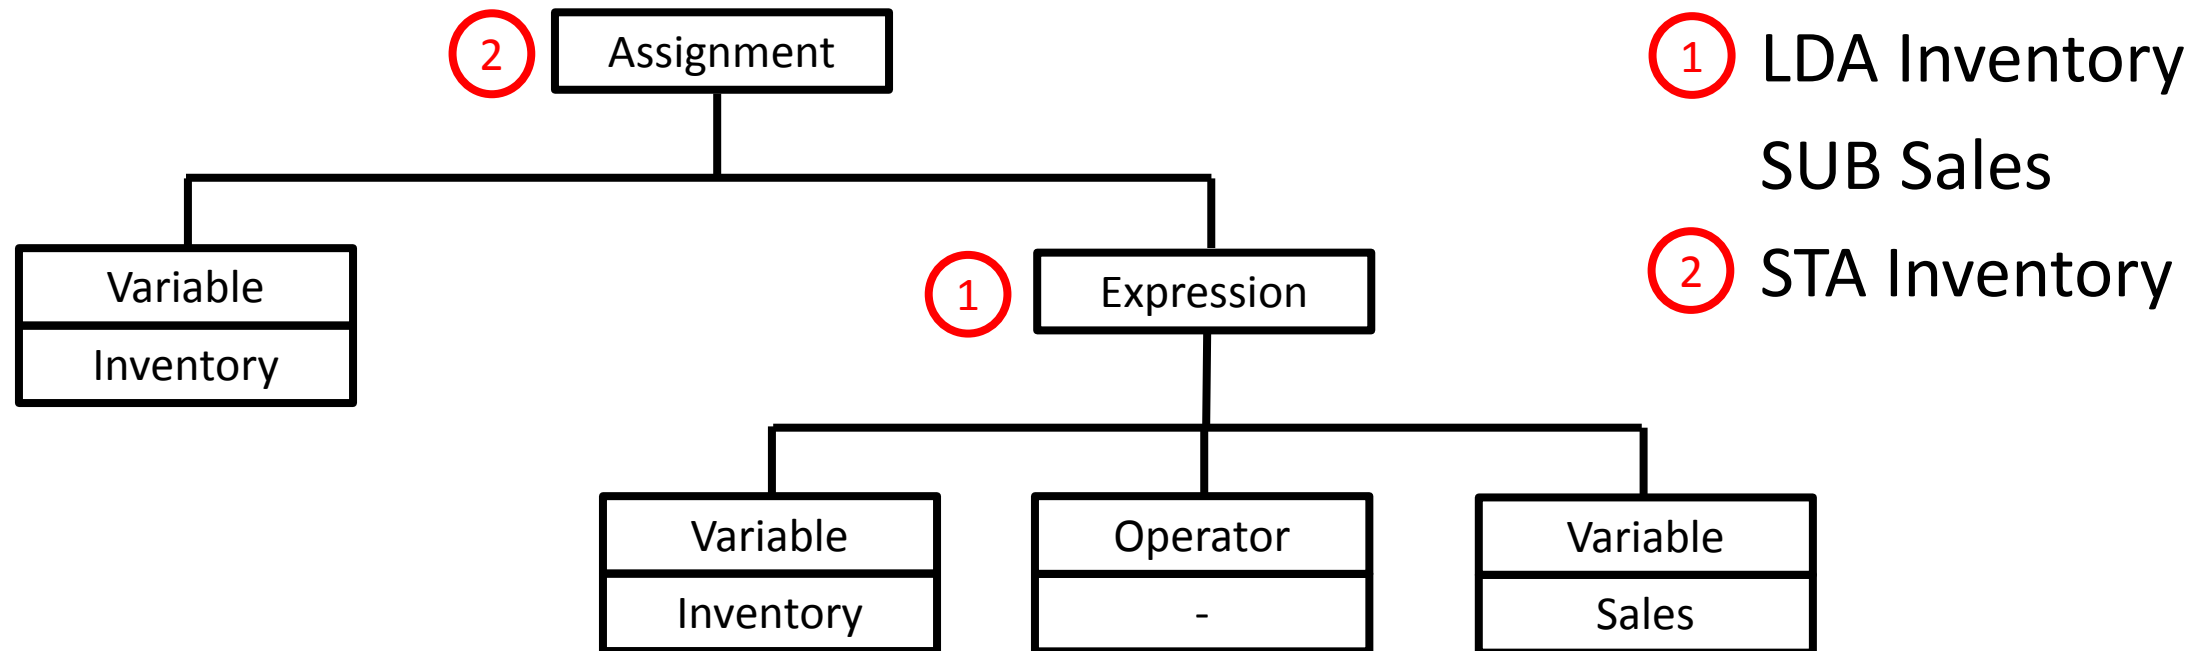 2
Assignment
1 LDA Inventory
SUB Sales
2 STA Inventory
Variable
Inventory
1
Expression
Variable
Inventory
Operator
-
Variable
Sales